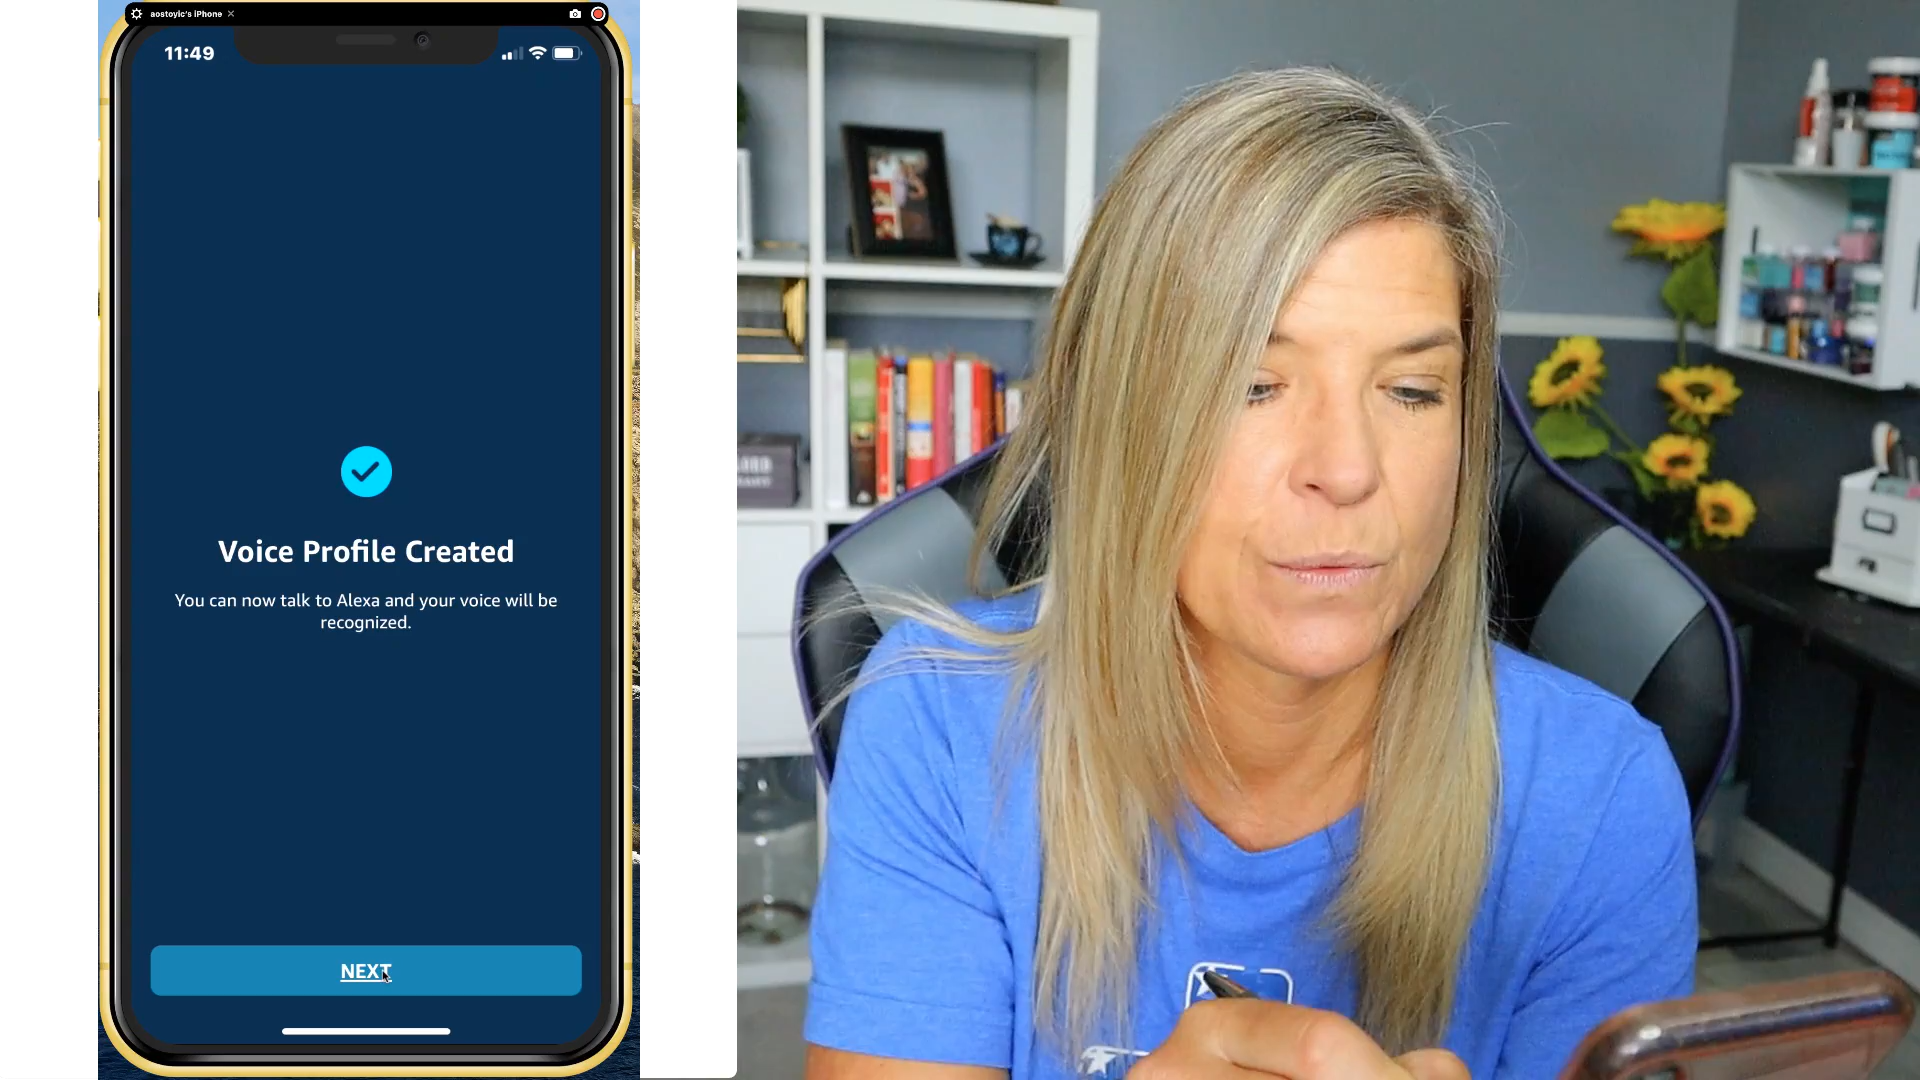 aostoyic's iPhone
11:49
Voice Profile Created
You can now talk to Alexa and your voice will be
recognized.
NEXT